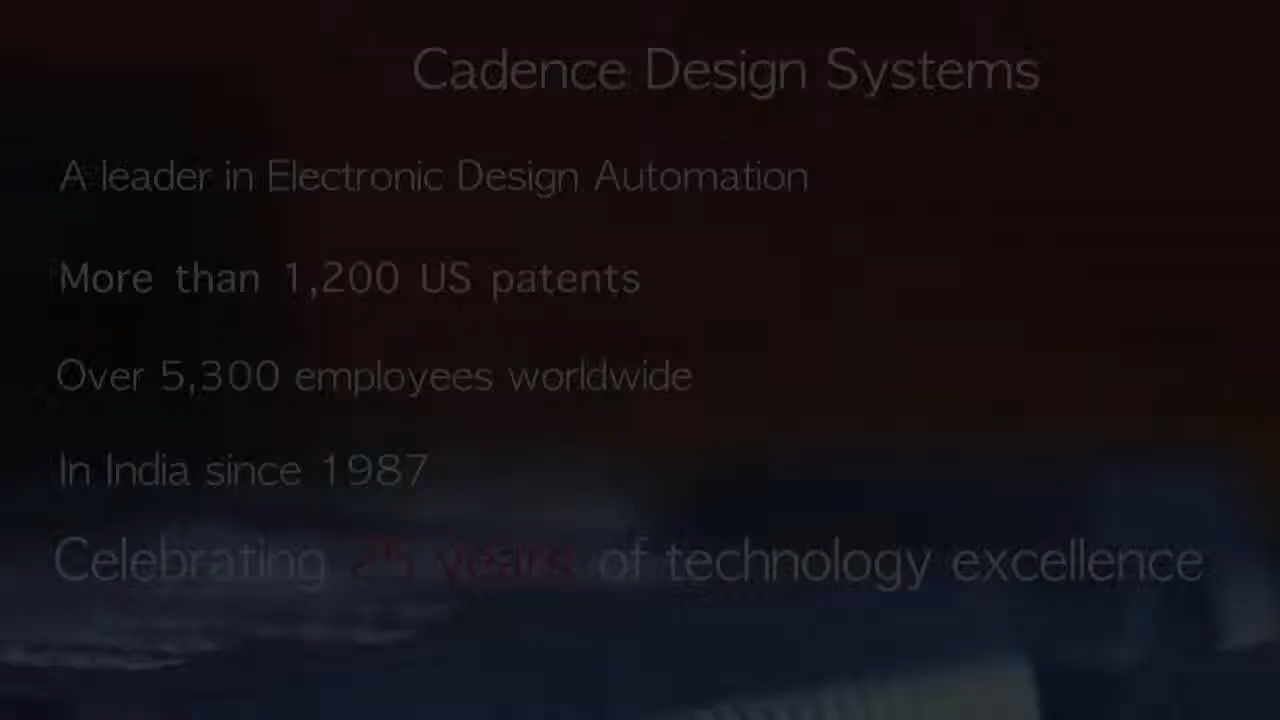 Cadence Design Systems
A leader in Electronic Design Automation
More than 1,200 US patents
Over 5,300 employees worldwide
In India since 1987
Celebrating 25 years of technology excellence